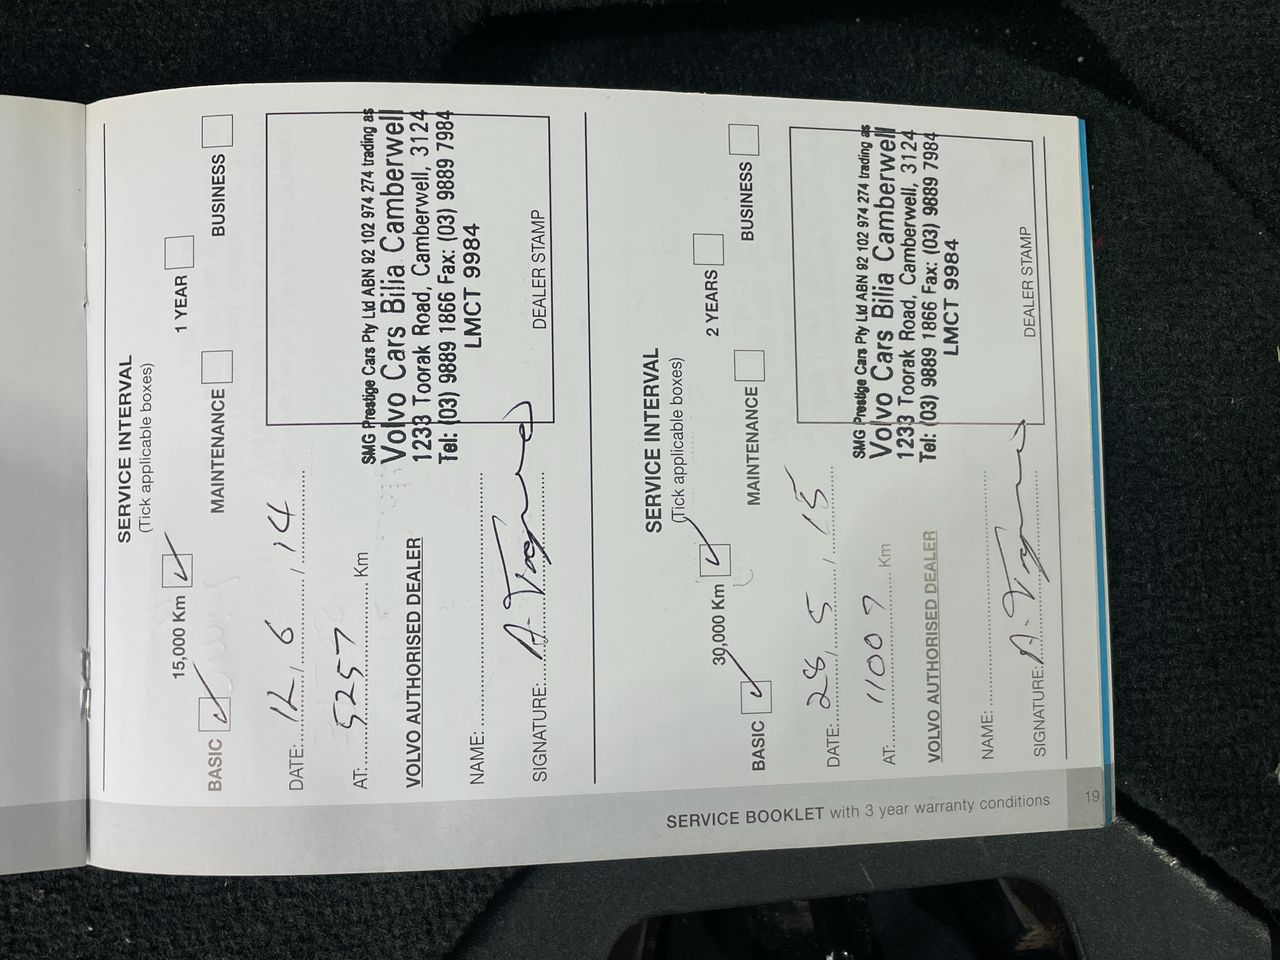 SERVICE INTERVAL
(Tick applicable boxes)
15,000 Km ✓ 1 YEAR
BASIC ✓ MAINTENANCE BUSINESS
DATE: 12, 6, 14
AT: 5257 Km
VOLVO AUTHORISED DEALER
NAME:
SIGNATURE:
SMG Prestige Cars Pty Ltd ABN 92 102 974 274 trading as
Volvo Cars Bilia Camberwell
1233 Toorak Road, Camberwell, 3124
Tel: (03) 9889 1866 Fax: (03) 9889 7984
LMCT 9984
DEALER STAMP
SERVICE INTERVAL
(Tick applicable boxes)
30,000 Km ✓ 2 YEARS
BASIC ✓ MAINTENANCE BUSINESS
DATE: 28, 5, 15
AT: 11007 Km
VOLVO AUTHORISED DEALER
NAME:
SIGNATURE:
SMG Prestige Cars Pty Ltd ABN 92 102 974 274 trading as
Volvo Cars Bilia Camberwell
1233 Toorak Road, Camberwell, 3124
Tel: (03) 9889 1866 Fax: (03) 9889 7984
LMCT 9984
DEALER STAMP
SERVICE BOOKLET with 3 year warranty conditions
19